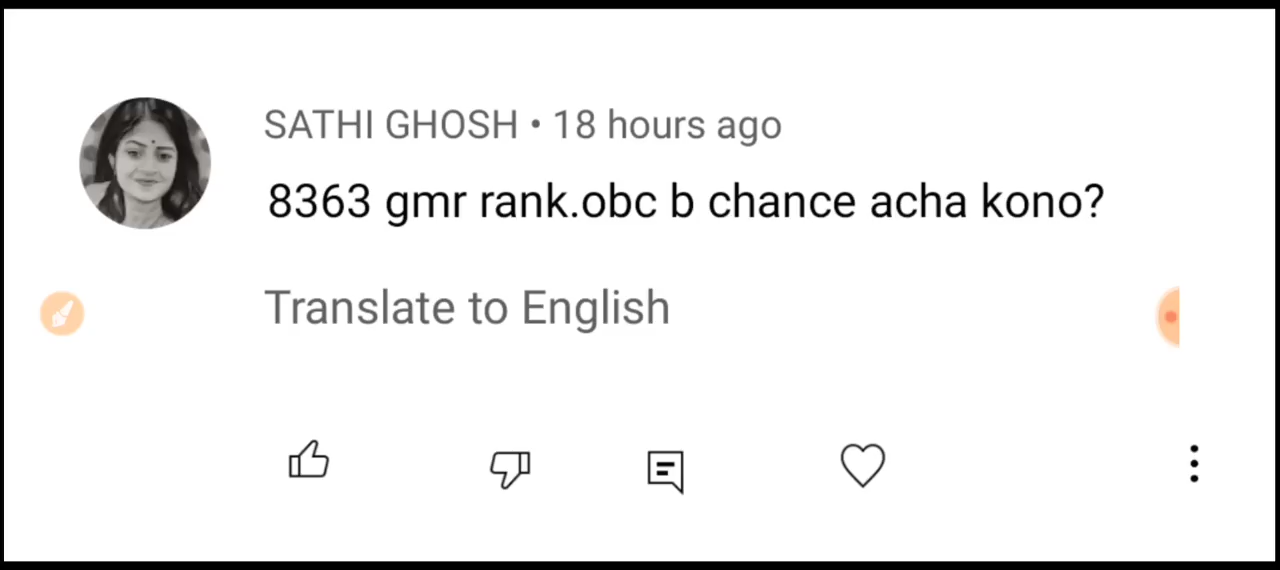 SATHI GHOSH • 18 hours ago
8363 gmr rank.obc b chance acha kono?
Translate to English